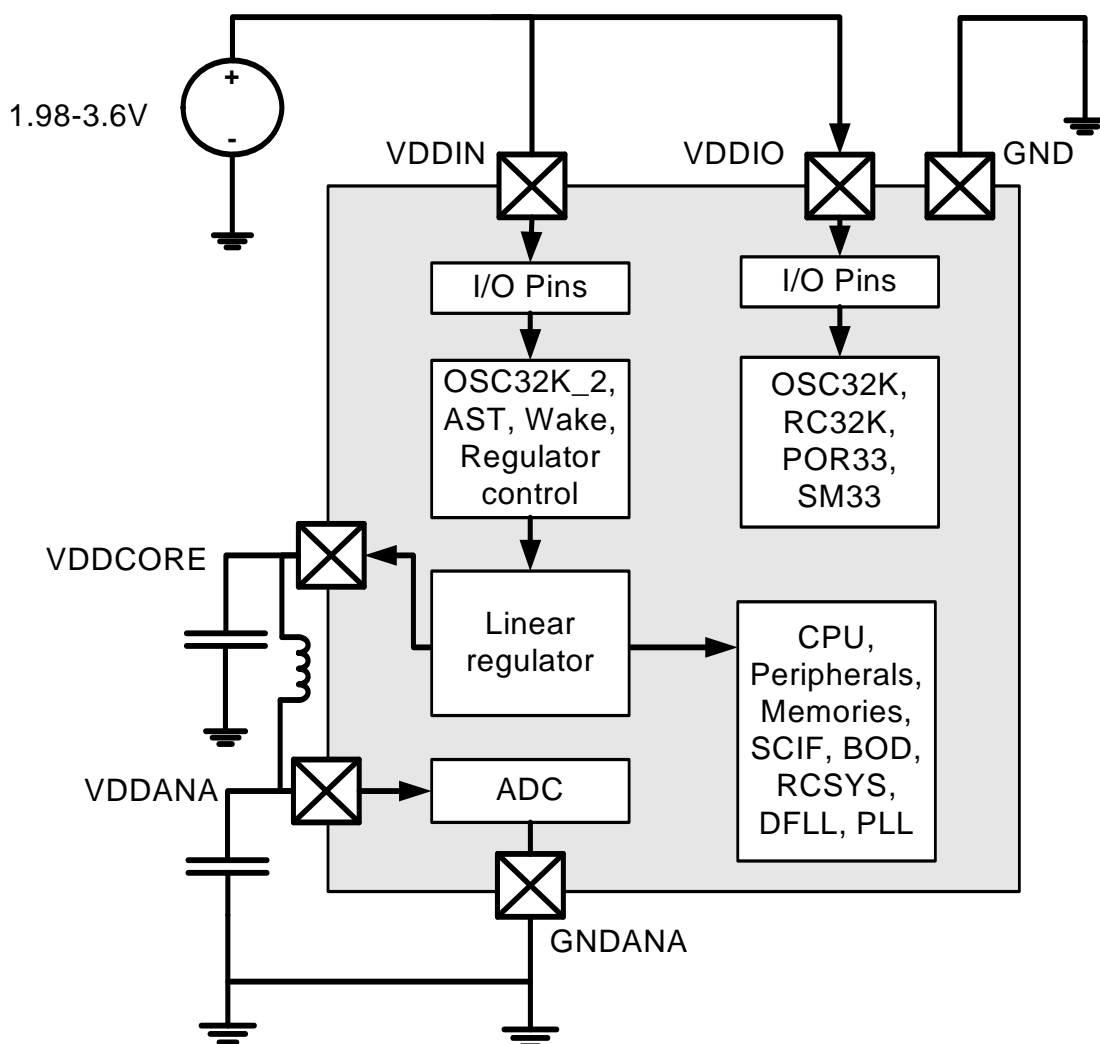 +
1.98-3.6V
-
VDDIN
VDDIO
GND
I/O Pins
I/O Pins
OSC32K_2,
AST, Wake,
Regulator
control
OSC32K,
RC32K,
POR33,
SM33
VDDCORE
Linear
regulator
CPU,
Peripherals,
Memories,
SCIF, BOD,
RCSYS,
DFLL, PLL
VDDANA
ADC
GNDANA